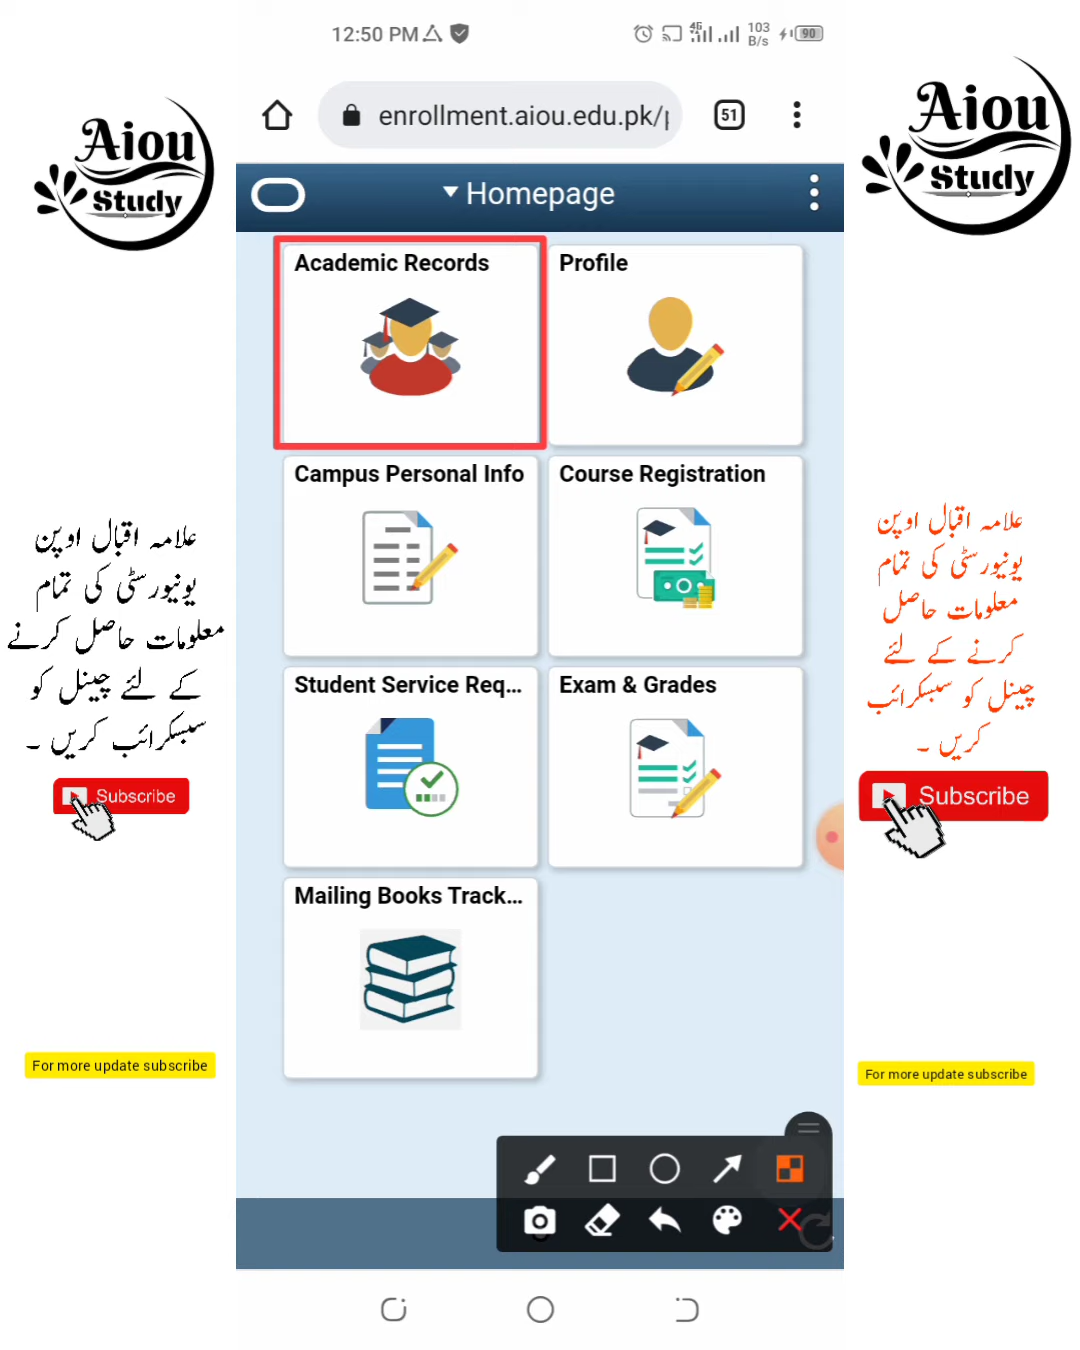 12:50 PM
4G
103
B/s
90
Aiou
Study
Aiou
Study
enrollment.aiou.edu.pk/
51
Homepage
Academic Records
Profile
Campus Personal Info
Course Registration
Student Service Req...
Exam & Grades
Mailing Books Track...
علامہ اقبال اوپن
یونیورسٹی کی تمام
معلومات حاصل کرنے
کے لئے چینل کو
سبسکرائب کریں ۔
Subscribe
For more update subscribe
علامہ اقبال اوپن
یونیورسٹی کی تمام
معلومات حاصل
کرنے کے لئے
چینل کو سبسکرائب
کریں ۔
Subscribe
For more update subscribe